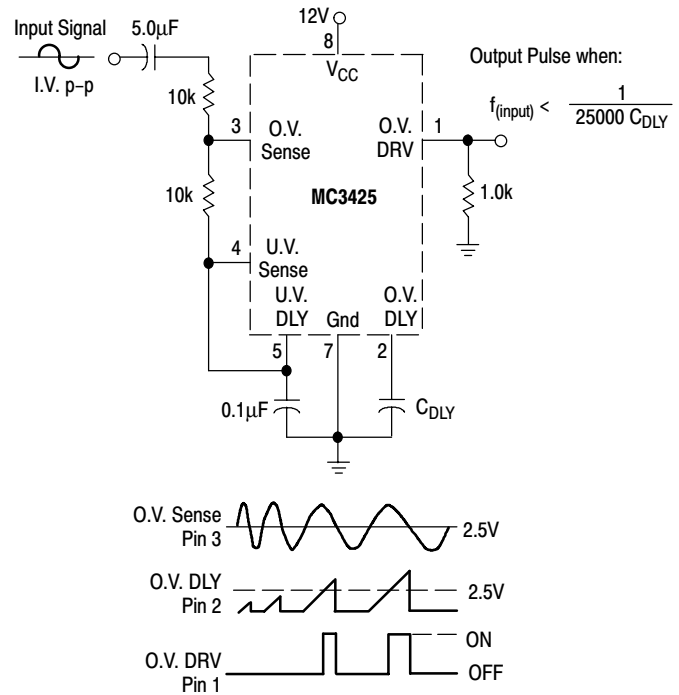 Input Signal
5.0µF
12V
I.V. p–p
8
VCC
Output Pulse when:
f(input) < 1
25000 CDLY
10k
3
O.V.
Sense
O.V.
DRV
1
10k
MC3425
1.0k
4
U.V.
Sense
U.V.
DLY
Gnd
O.V.
DLY
5
7
2
0.1µF
CDLY
O.V. Sense
Pin 3
2.5V
O.V. DLY
Pin 2
2.5V
O.V. DRV
Pin 1
ON
OFF